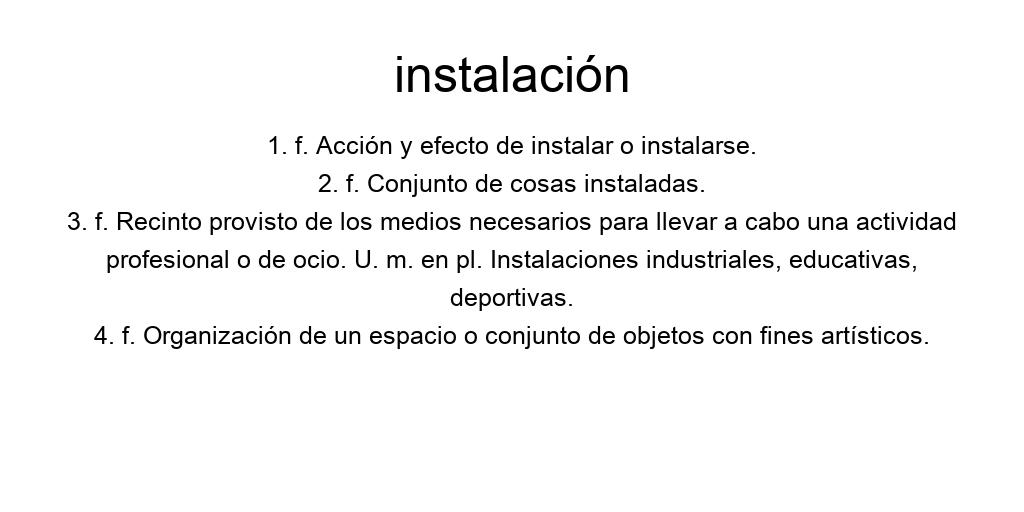 instalación
1. f. Acción y efecto de instalar o instalarse.
2. f. Conjunto de cosas instaladas.
3. f. Recinto provisto de los medios necesarios para llevar a cabo una actividad
profesional o de ocio. U. m. en pl. Instalaciones industriales, educativas,
deportivas.
4. f. Organización de un espacio o conjunto de objetos con fines artísticos.